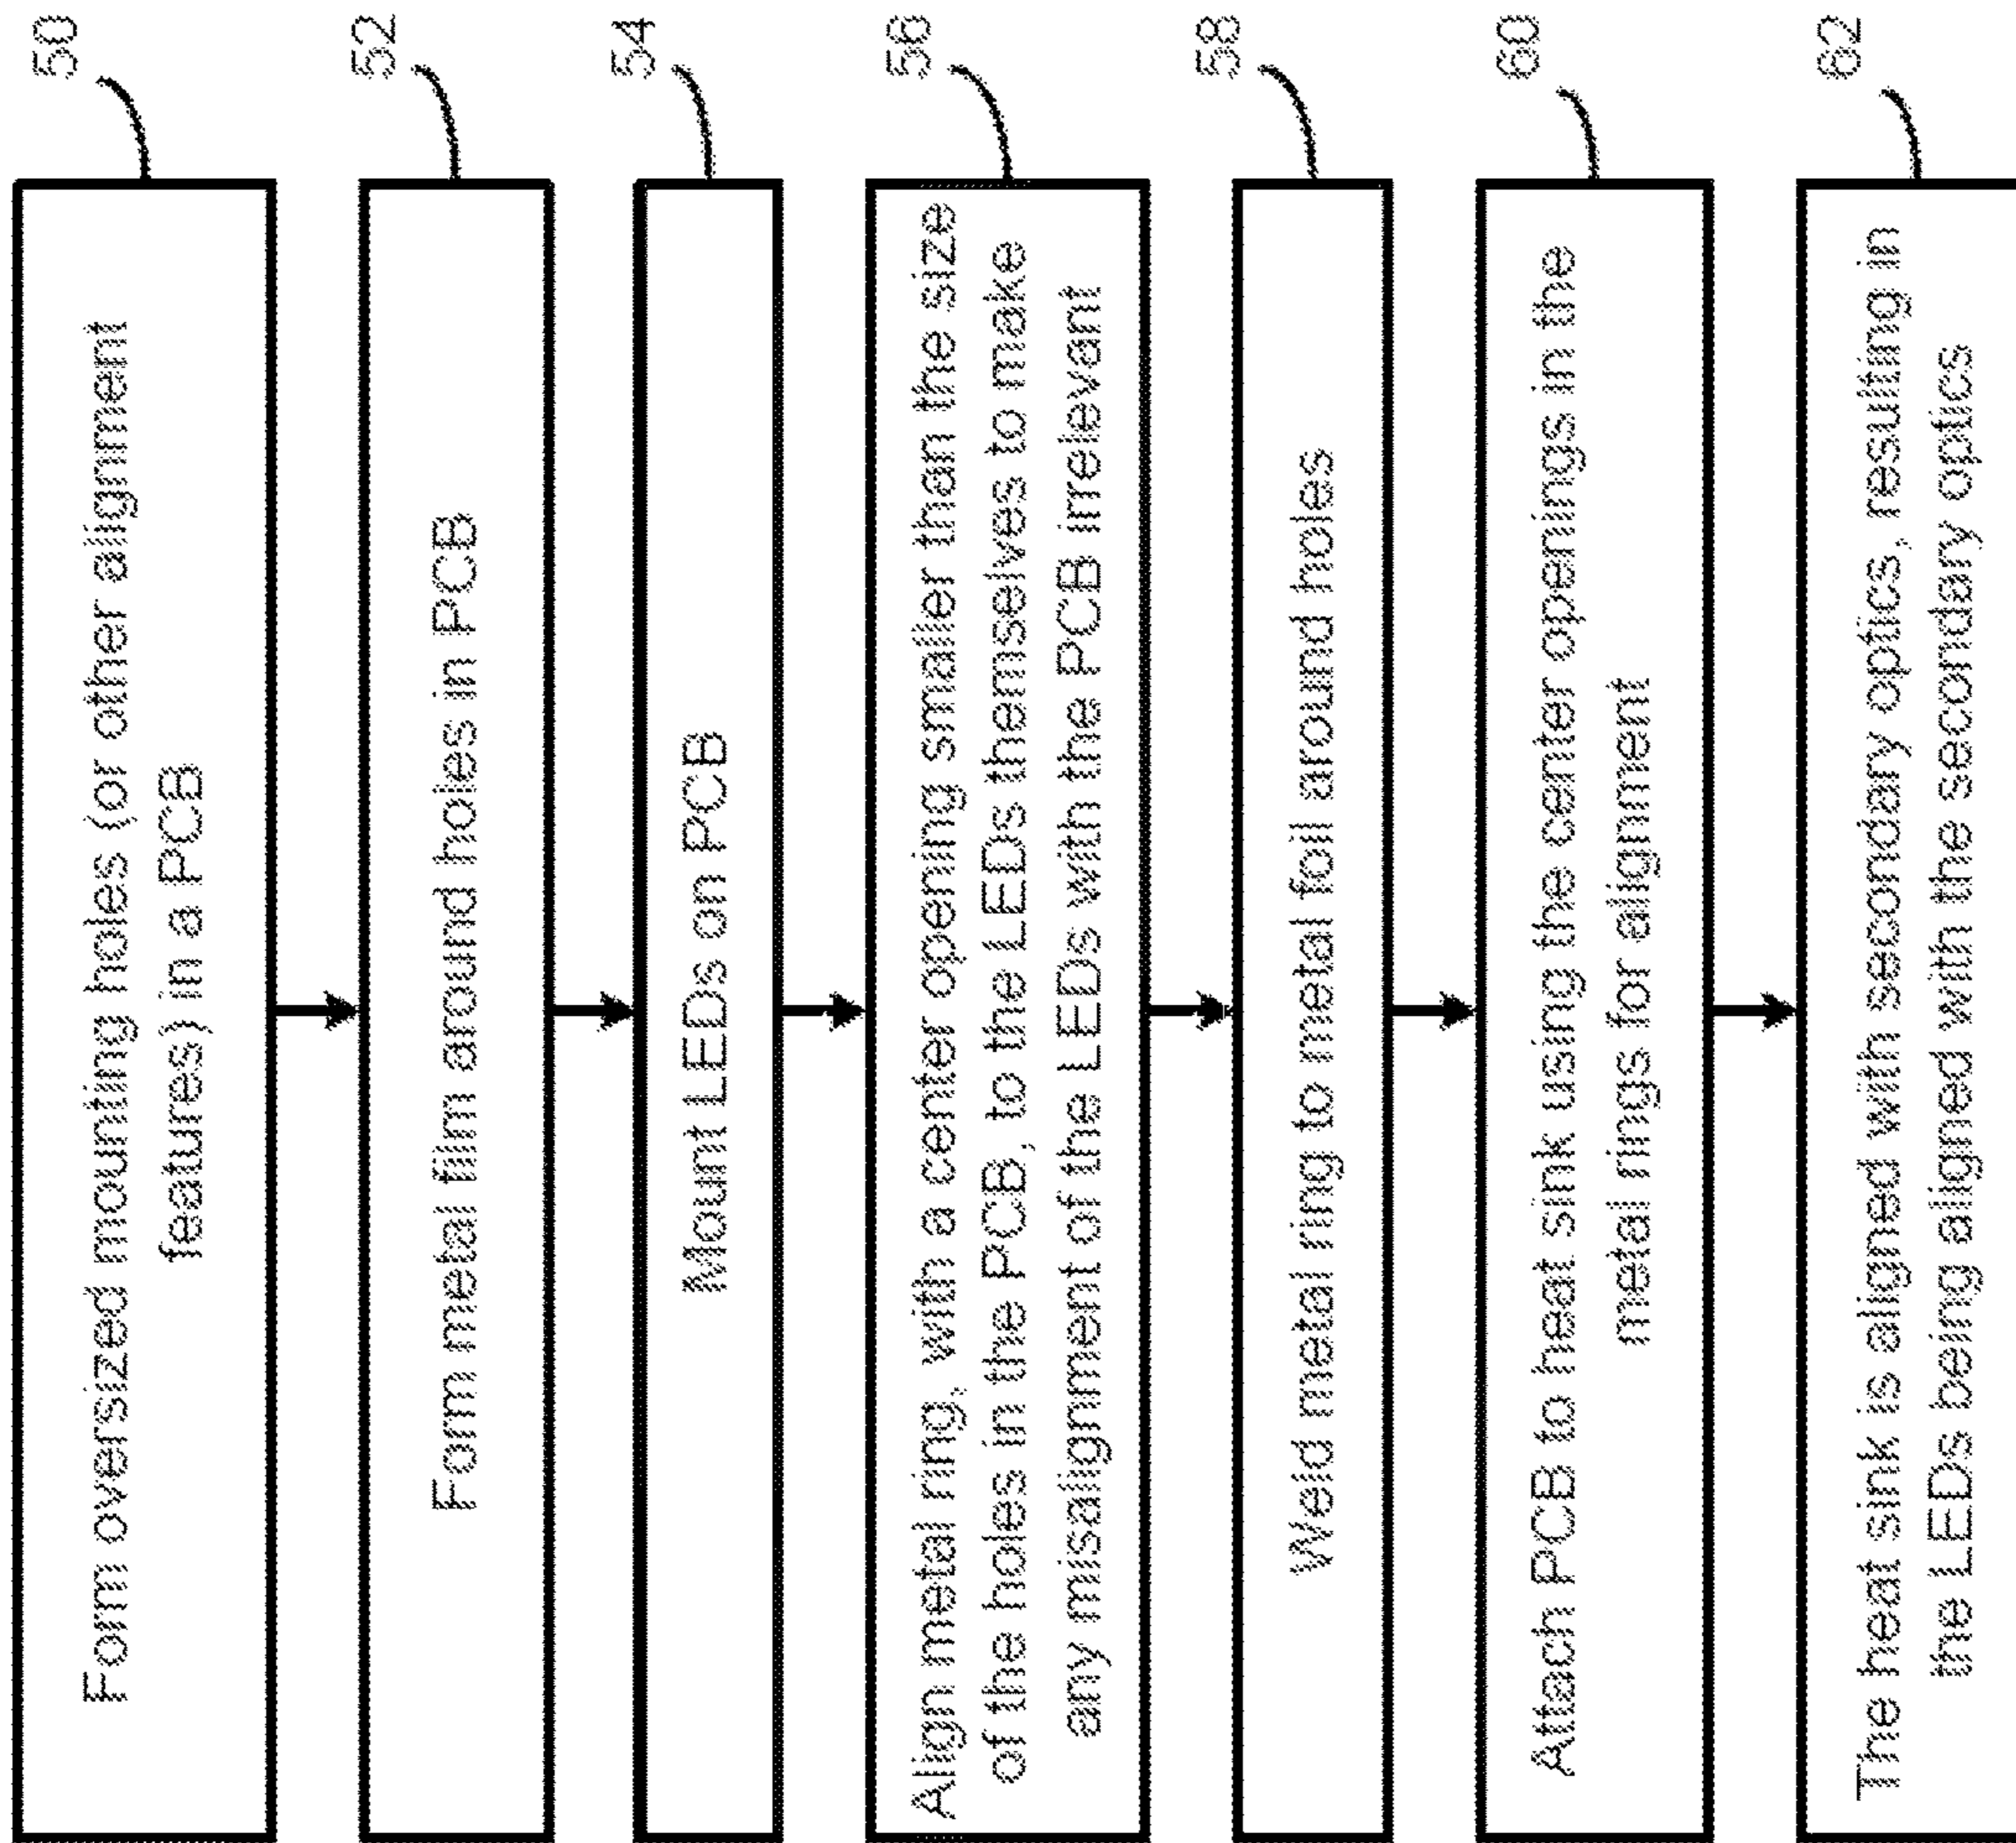 50
Form oversized mounting holes (or other alignment
features) in a PCB
52
Form metal film around holes in PCB
54
Mount LEDs on PCB
56
Align metal ring, with a center opening smaller than the size
of the holes in the PCB, to the LEDs themselves to make
any misalignment of the LEDs with the PCB irrelevant
58
Weld metal ring to metal foil around holes
60
Attach PCB to heat sink using the center openings in the
metal rings for alignment
62
The heat sink is aligned with secondary optics, resulting in
the LEDs being aligned with the secondary optics